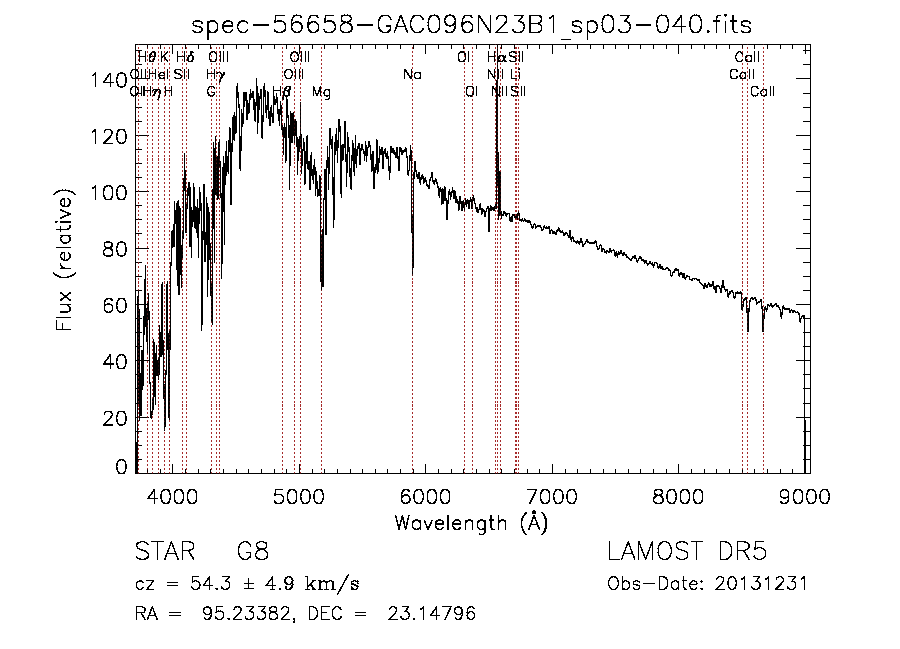 spec-56658-GAC096N23B1_sp03-040.fits
Hθ K Hδ OIII OIII OI Hα SII CaII
OII HeI SII Hγ OIII Na NII Li CaII
OII Hη H G Hβ Mg OI NII SII CaII
140
120
100
80
60
40
20
0
Flux (relative)
4000 5000 6000 7000 8000 9000
Wavelength (Å)
STAR G8 LAMOST DR5
cz = 54.3 ± 4.9 km/s Obs-Date: 20131231
RA = 95.23382, DEC = 23.14796